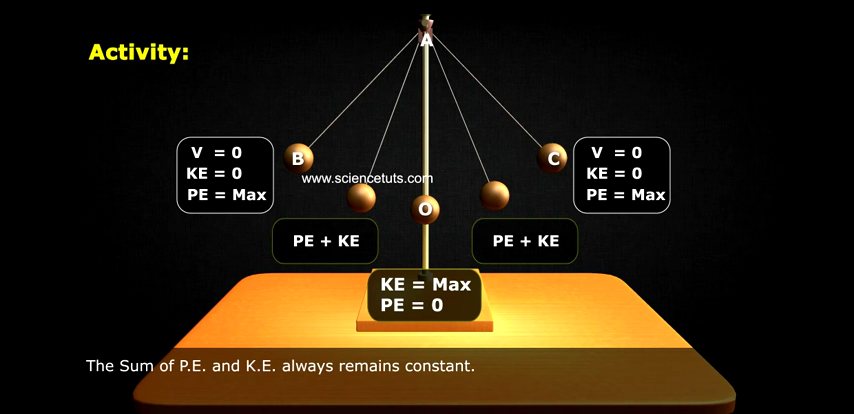 Activity:
A
B
C
V = 0
KE = 0
PE = Max
V = 0
KE = 0
PE = Max
www.sciencetuts.com
O
PE + KE
PE + KE
KE = Max
PE = 0
The Sum of P.E. and K.E. always remains constant.